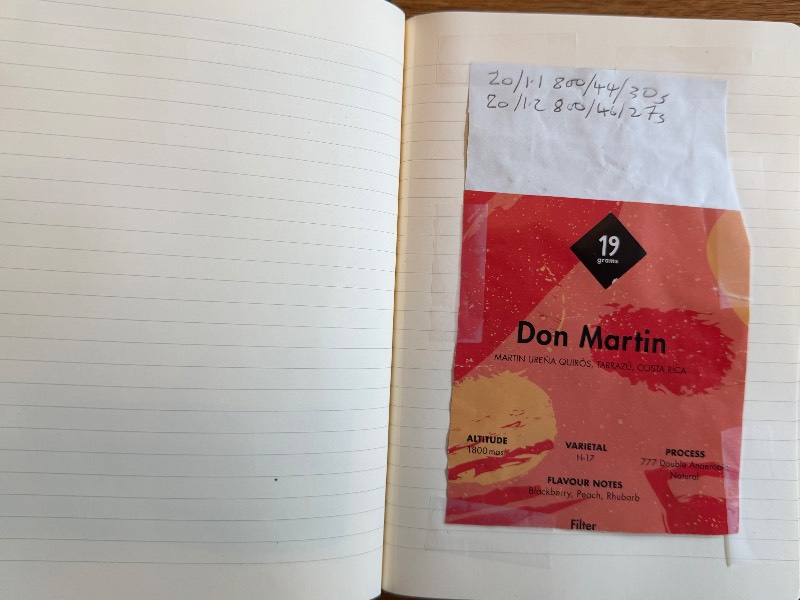 20/1.1 800/44/30s
20/1.2 800/46/27s
19
grams
Don Martin
MARTIN UREÑA QUIRÓS, TARRAZÚ, COSTA RICA
ALTITUDE
1800 masl
VARIETAL
H-17
PROCESS
777 Double Anaerobic
Natural
FLAVOUR NOTES
Blackberry, Peach, Rhubarb
Filter